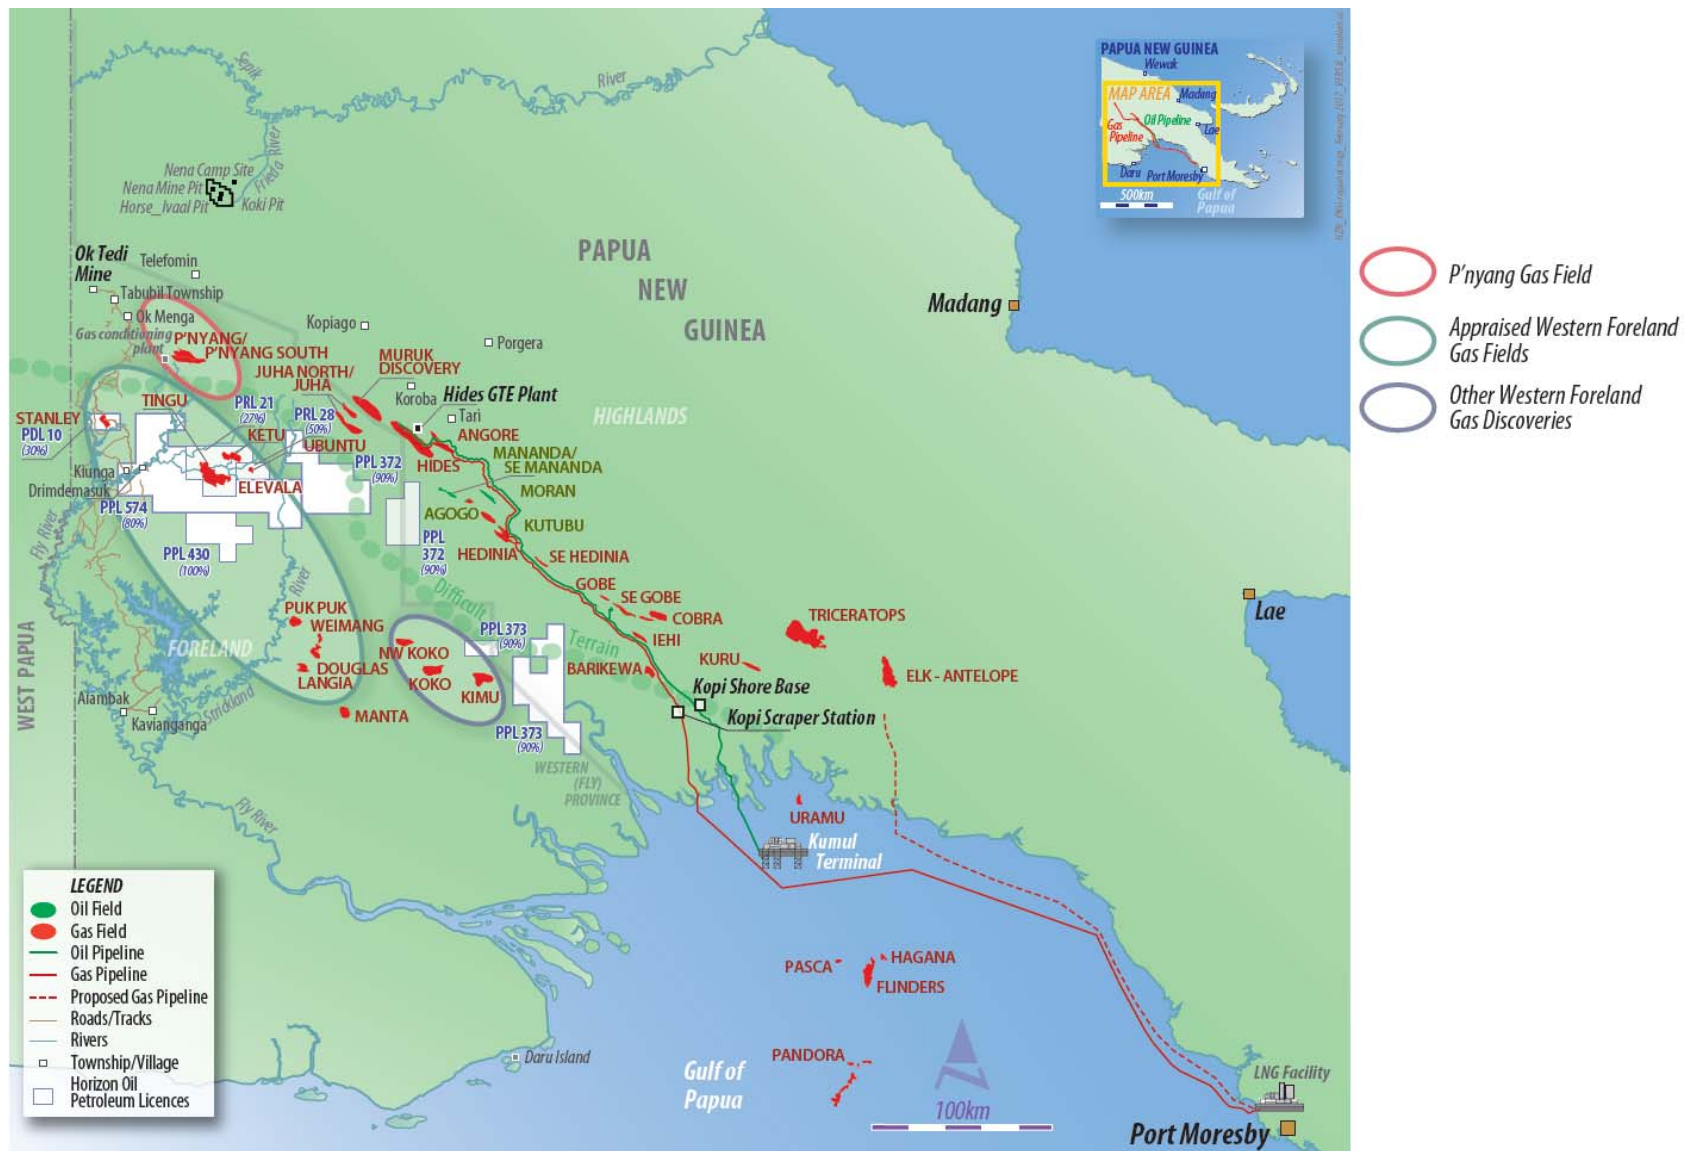 Sepik
River
Frieda River
Nena Camp Site
Nena Mine Pit
Horse_Ivaal Pit
Koki Pit
PAPUA NEW GUINEA
Wewak
MAP AREA
Madang
Oil Pipeline
Gas
Pipeline
Lae
Daru
Port Moresby
500km
Gulf of
Papua
Ok Tedi
Mine
Telefomin
Tabubil Township
Ok Menga
Gas conditioning
plant
P'NYANG/
P'NYANG SOUTH
PAPUA
NEW
GUINEA
Madang
Kopiago
Porgera
MURUK
DISCOVERY
JUHA NORTH/
JUHA
Koroba
Hides GTE Plant
Tari
HIGHLANDS
P'nyang Gas Field
Appraised Western Foreland
Gas Fields
Other Western Foreland
Gas Discoveries
STANLEY
PDL 10
(30%)
TINGU
PRL 21
(27%)
PRL 28
(50%)
KETU
UBUNTU
ELEVALA
PPL 372
(90%)
ANGORE
HIDES
MANANDA/
SE MANANDA
MORAN
AGOGO
KUTUBU
Kiunga
Drimdemasuk
PPL 574
(80%)
PPL 430
(100%)
PPL
372
(90%)
HEDINIA
SE HEDINIA
GOBE
SE GOBE
COBRA
IEHI
BARIKEWA
Fly River
River
Difficult
Terrain
PUK PUK
WEIMANG
DOUGLAS
LANGIA
MANTA
FORELAND
WEST PAPUA
Aiambak
Kavianganga
Strickland
NW KOKO
KOKO
KIMU
PPL373
(90%)
PPL373
(90%)
WESTERN
(FLY)
PROVINCE
TRICERATOPS
KURU
ELK - ANTELOPE
Kopi Shore Base
Kopi Scraper Station
Lae
Fly River
URAMU
Kumul
Terminal
PASCA
HAGANA
FLINDERS
PANDORA
Gulf of
Papua
Daru Island
100km
LNG Facility
Port Moresby
LEGEND
Oil Field
Gas Field
Oil Pipeline
Gas Pipeline
Proposed Gas Pipeline
Roads/Tracks
Rivers
Township/Village
Horizon Oil
Petroleum Licences